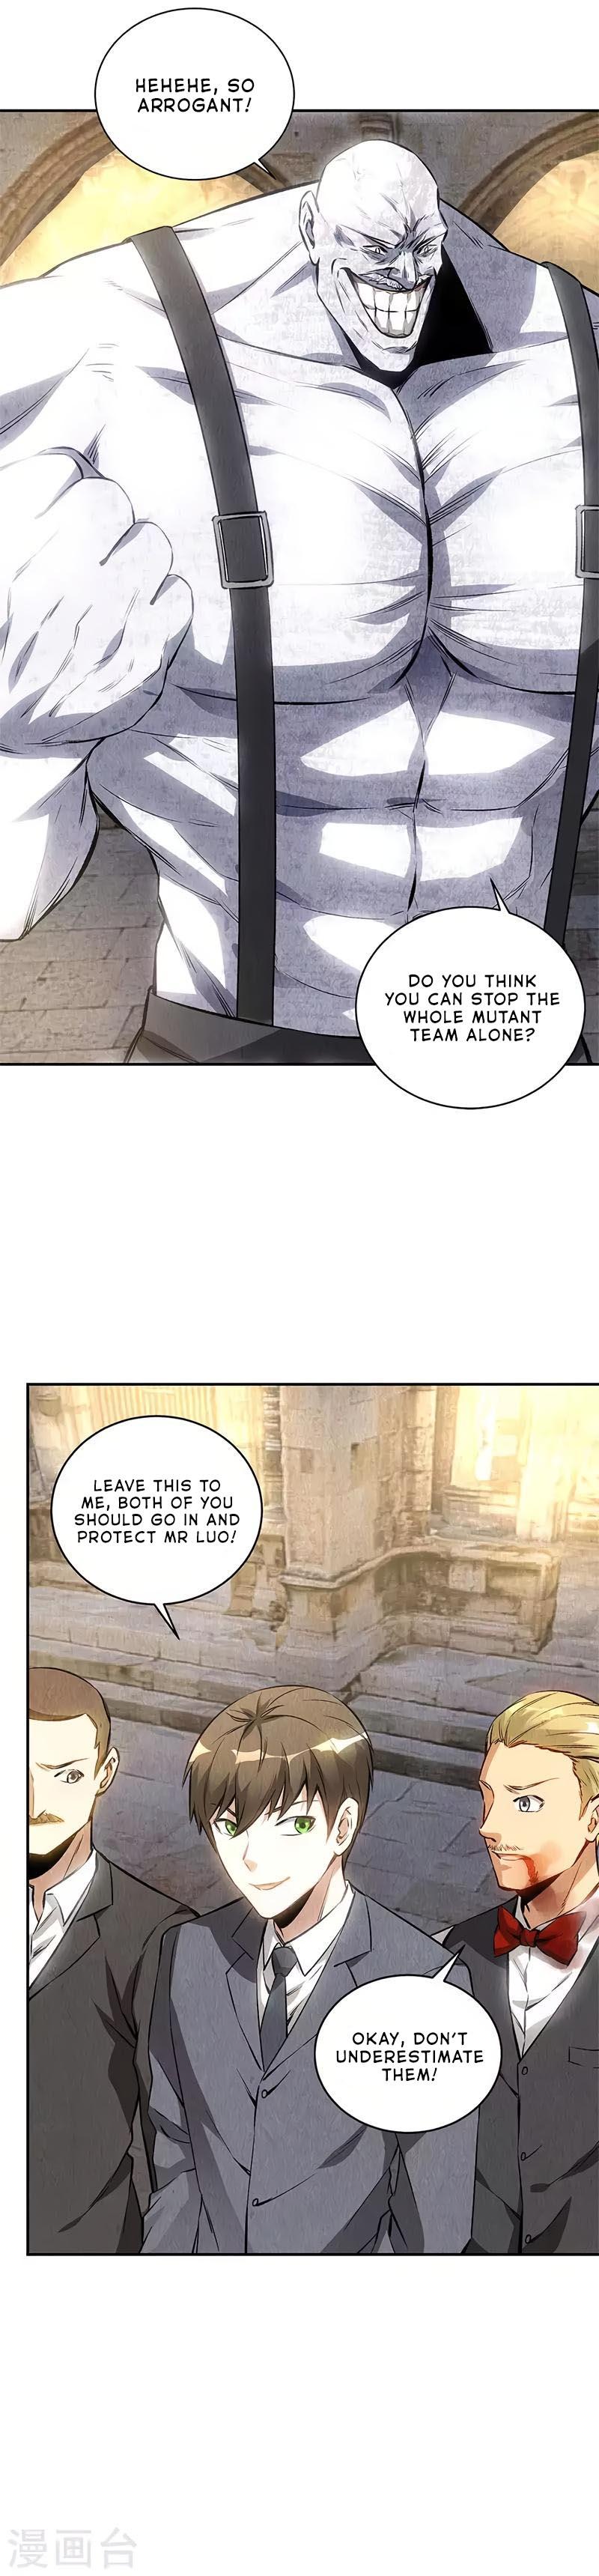 HEHEHE, SO
ARROGANT!
DO YOU THINK
YOU CAN STOP THE
WHOLE MUTANT
TEAM ALONE?
LEAVE THIS TO
ME, BOTH OF YOU
SHOULD GO IN AND
PROTECT MR LUO!
OKAY, DON'T
UNDERESTIMATE
THEM!
漫画台